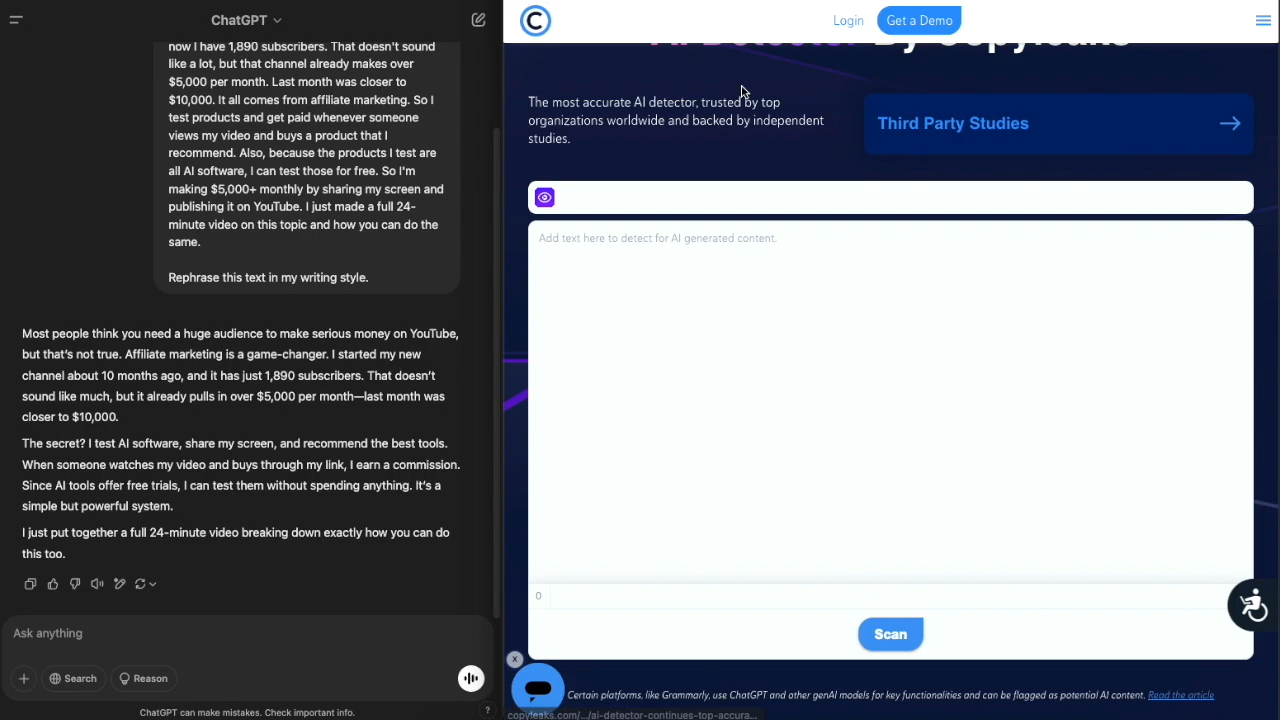 ChatGPT
now I have 1,890 subscribers. That doesn't sound
like a lot, but that channel already makes over
$5,000 per month. Last month was closer to
$10,000. It all comes from affiliate marketing. So I
test products and get paid whenever someone
views my video and buys a product that I
recommend. Also, because the products I test are
all AI software, I can test those for free. So I'm
making $5,000+ monthly by sharing my screen and
publishing it on YouTube. I just made a full 24-
minute video on this topic and how you can do the
same.
Rephrase this text in my writing style.
Most people think you need a huge audience to make serious money on YouTube,
but that's not true. Affiliate marketing is a game-changer. I started my new
channel about 10 months ago, and it has just 1,890 subscribers. That doesn't
sound like much, but it already pulls in over $5,000 per month—last month was
closer to $10,000.
The secret? I test AI software, share my screen, and recommend the best tools.
When someone watches my video and buys through my link, I earn a commission.
Since AI tools offer free trials, I can test them without spending anything. It's a
simple but powerful system.
I just put together a full 24-minute video breaking down exactly how you can do
this too.
Ask anything
Search
Reason
ChatGPT can make mistakes. Check important info.
?
C
Login
Get a Demo
AI Detector By Copyleaks
The most accurate AI detector, trusted by top
organizations worldwide and backed by independent
studies.
Third Party Studies
Add text here to detect for AI generated content.
0
Scan
x
Certain platforms, like Grammarly, use ChatGPT and other genAI models for key functionalities and can be flagged as potential AI content. Read the article
copyleaks.com/.../ai-detector-continues-top-accura...